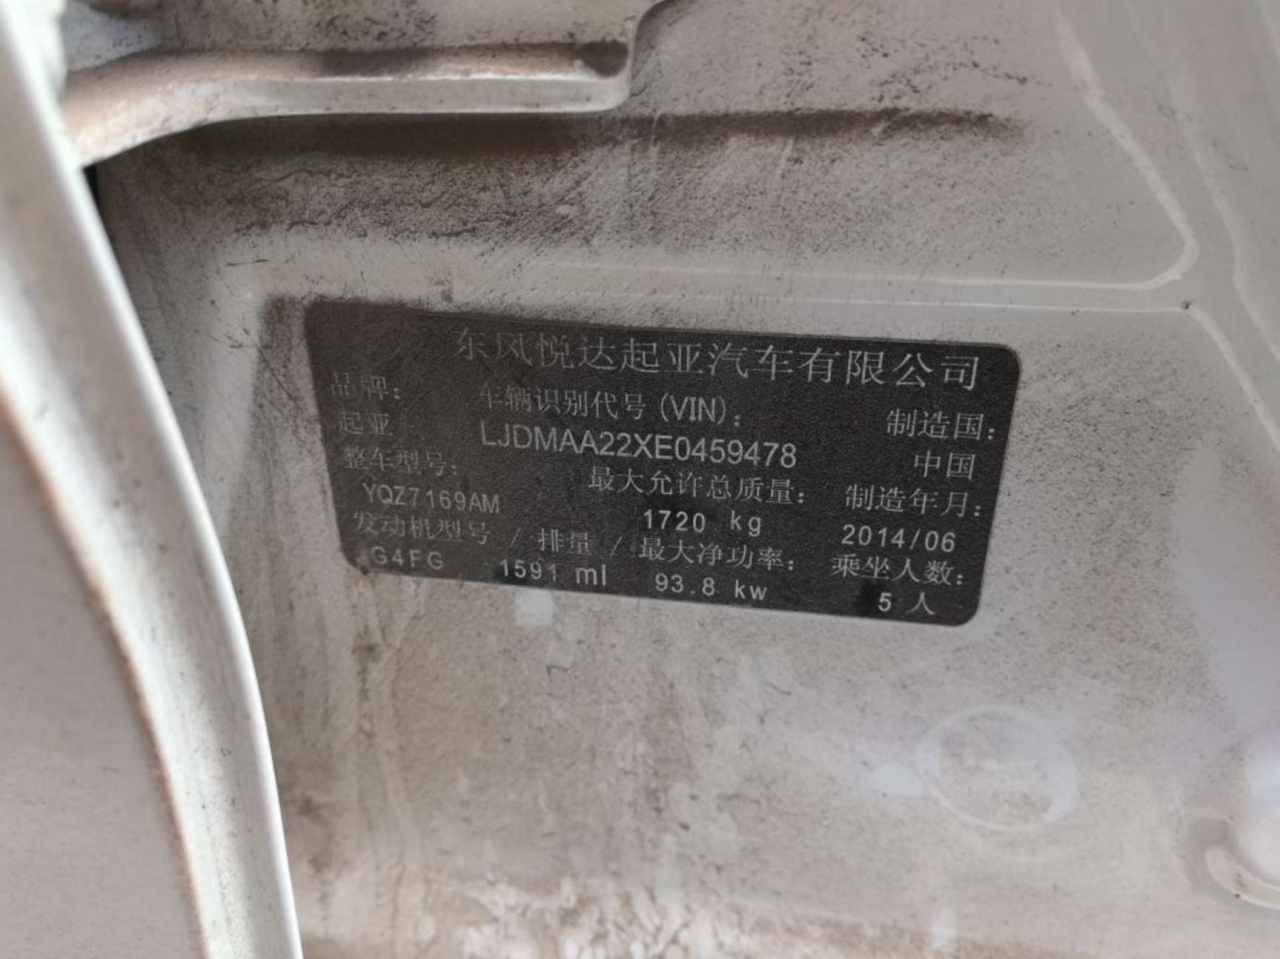 东风悦达起亚汽车有限公司
品牌： 车辆识别代号(VIN)： 制造国：
起亚 LJDMAA22XE0459478 中国
整车型号： 最大允许总质量： 制造年月：
YQZ7169AM 1720 kg 2014/06
发动机型号 / 排量 / 最大净功率： 乘坐人数：
G4FG 1591 ml 93.8 kw 5 人